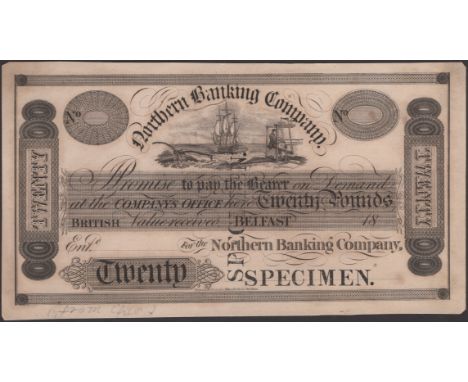 Northern Banking Company.
No
No
TWENTY
TWENTY
Promise to pay the Bearer on Demand
at the COMPANYS OFFICE here Twenty Pounds
BRITISH Value received BELFAST 18
Entd.
For the Northern Banking Company,
Twenty
SPECIMEN
SPECIMEN.